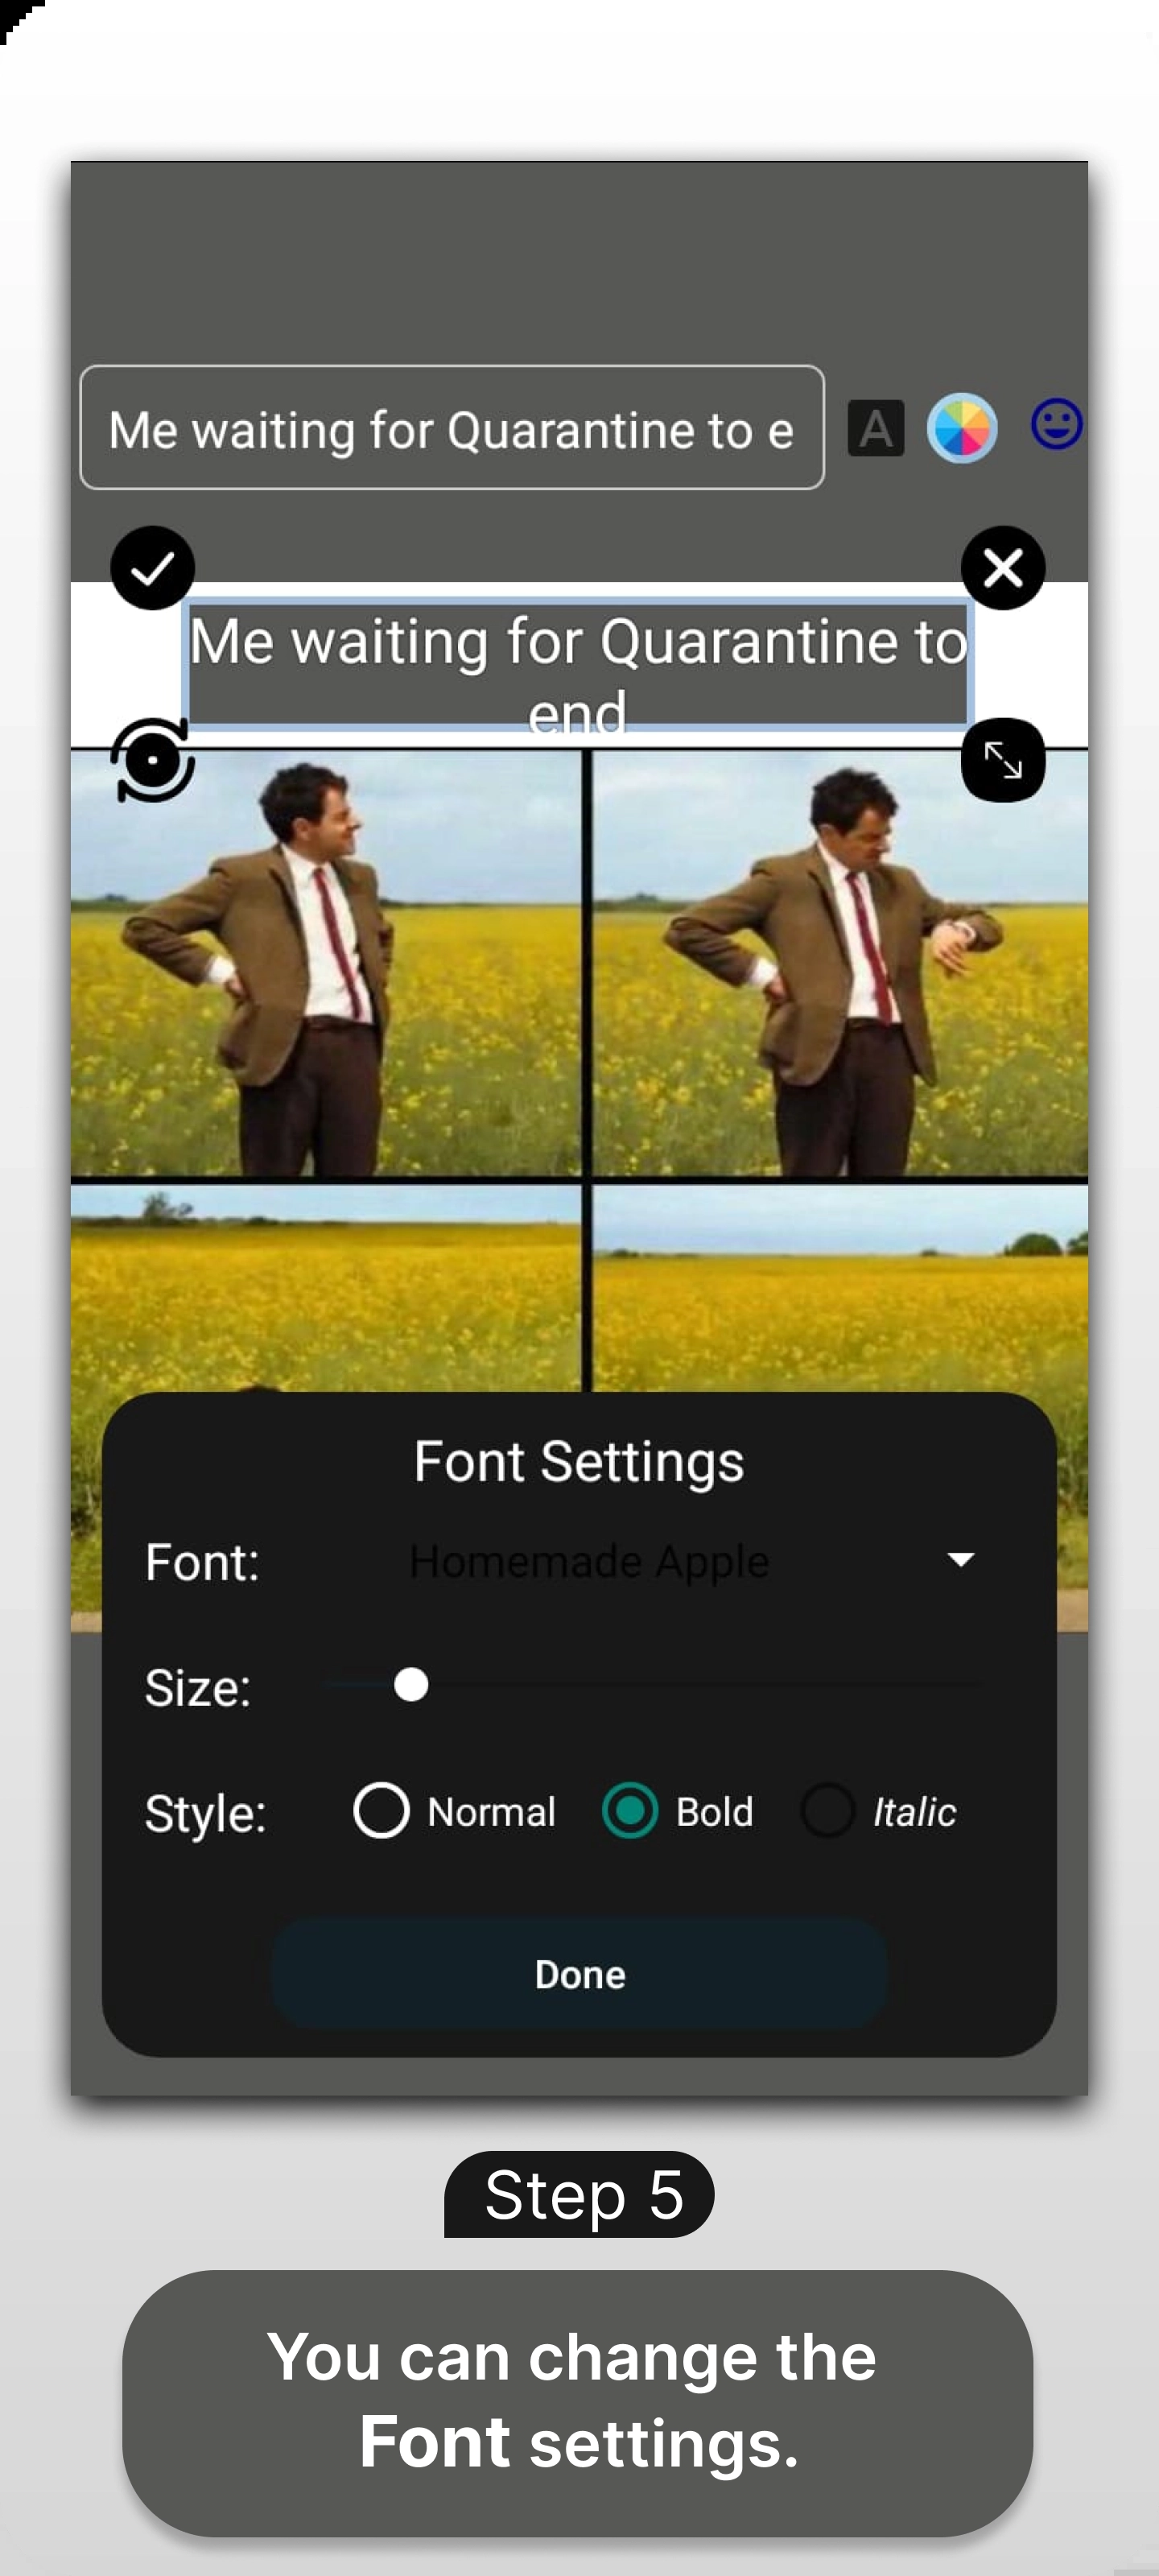 Me waiting for Quarantine to e
A
Me waiting for Quarantine to
end
Font Settings
Font: Homemade Apple
Size:
Style: Normal Bold Italic
Done
Step 5
You can change the
Font settings.